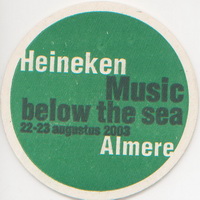 Heineken
Music
below the sea
22-23 augustus 2003
Almere